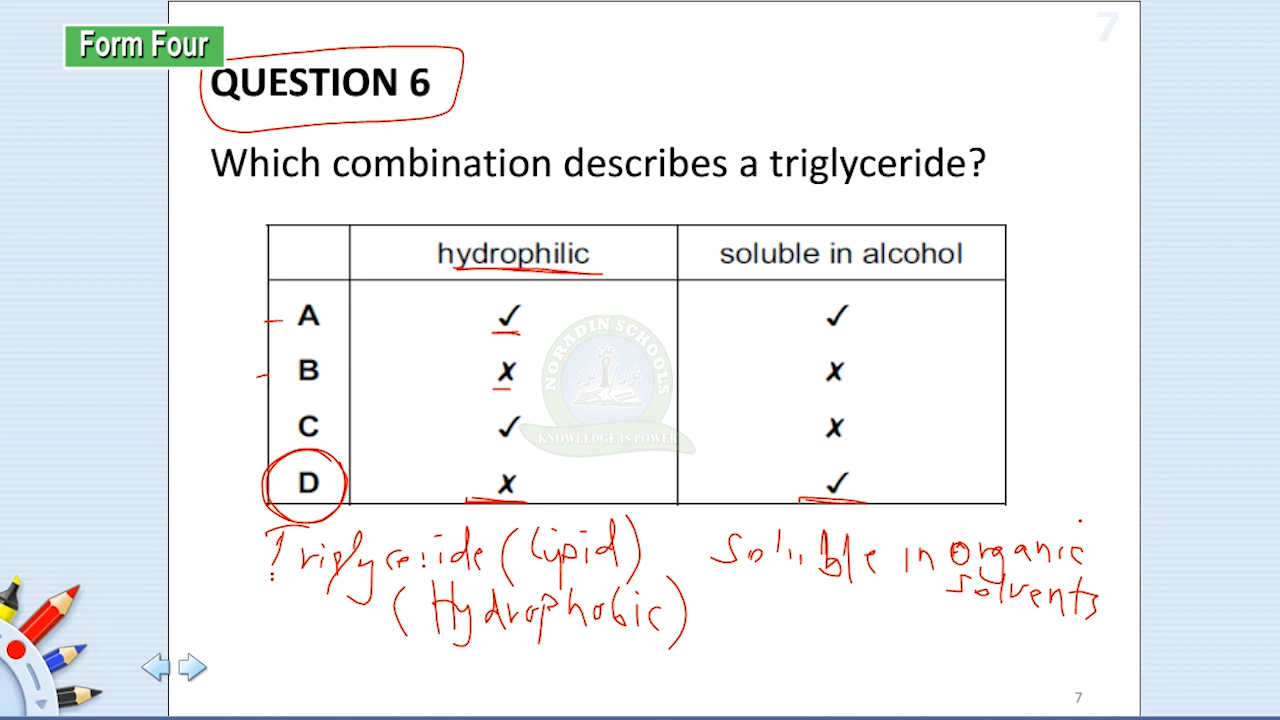 7
Form Four
QUESTION 6
Which combination describes a triglyceride?
hydrophilic soluble in alcohol
A ✓ ✓
B ✗ ✗
C ✓ ✗
D ✗ ✓
NORADIN SCHOOLS
KNOWLEDGE IS POWER
Triglyceride (Lipid) Soluble in organic
(Hydrophobic) solvents
7